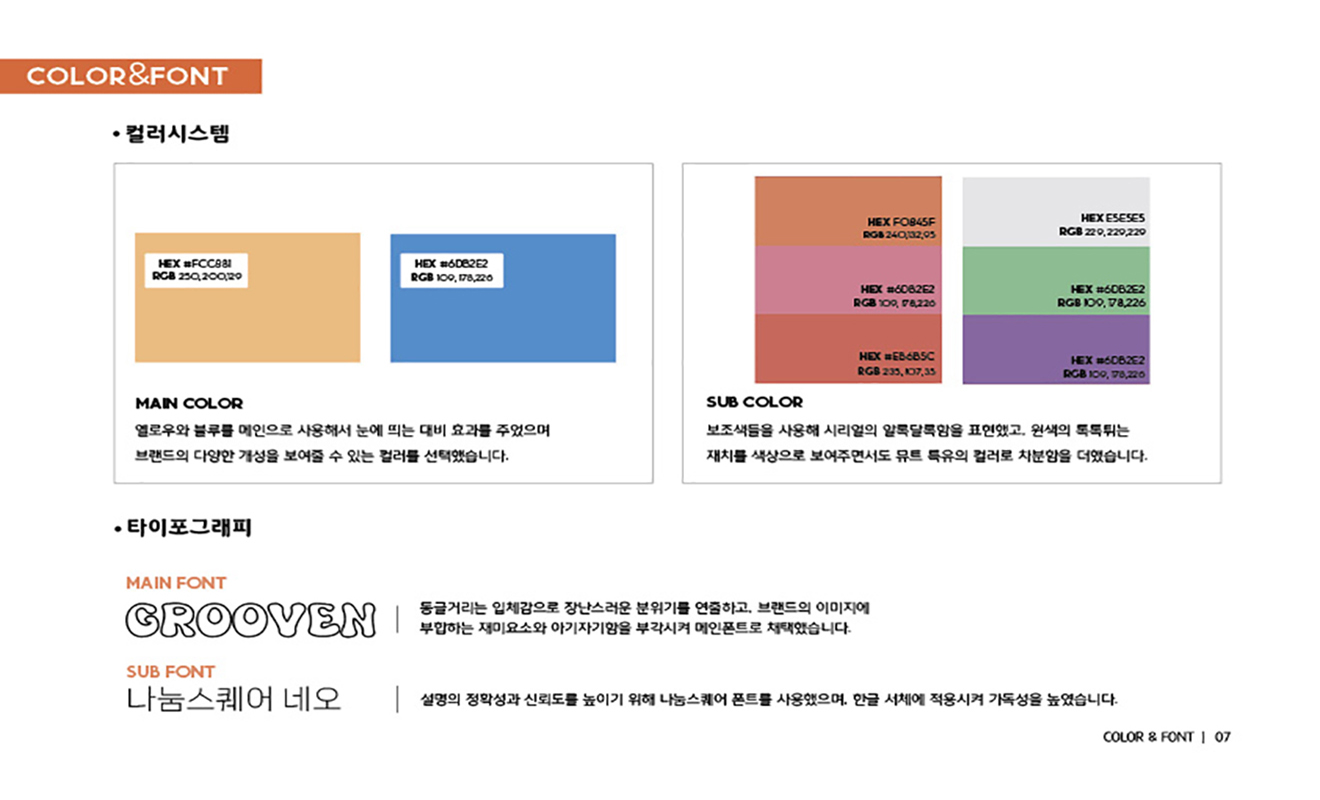 COLOR&FONT
• 컬러시스템
HEX #FCC881
RGB 250,200,129
HEX #6DB2E2
RGB 109, 178,226
HEX F0845F
RGB 240,132,95
HEX #6DB2E2
RGB 109, 178,226
HEX #EB6B5C
RGB 235, 107,35
HEX E5E5E5
RGB 229,229,229
HEX #6DB2E2
RGB 109, 178,226
HEX #6DB2E2
RGB 109, 178,226
MAIN COLOR
옐로우와 블루를 메인으로 사용해서 눈에 띄는 대비 효과를 주었으며
브랜드의 다양한 개성을 보여줄 수 있는 컬러를 선택했습니다.
SUB COLOR
보조색들을 사용해 시리얼의 알록달록함을 표현했고, 원색의 톡톡튀는
재치를 색상으로 보여주면서도 뮤트 특유의 컬러로 차분함을 더했습니다.
• 타이포그래피
MAIN FONT
GROOVEN
동글거리는 입체감으로 장난스러운 분위기를 연출하고, 브랜드의 이미지에
부합하는 재미요소와 아기자기함을 부각시켜 메인폰트로 채택했습니다.
SUB FONT
나눔스퀘어 네오
설명의 정확성과 신뢰도를 높이기 위해 나눔스퀘어 폰트를 사용했으며, 한글 서체에 적용시켜 가독성을 높였습니다.
COLOR & FONT | 07